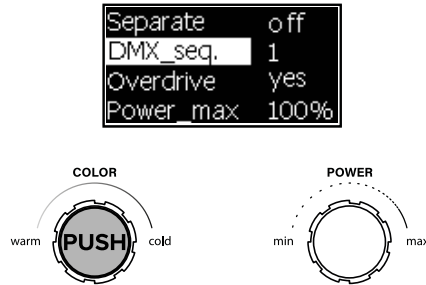 Separate off
DMX_seq. 1
Overdrive yes
Power_max 100%
COLOR POWER
warm PUSH cold min max